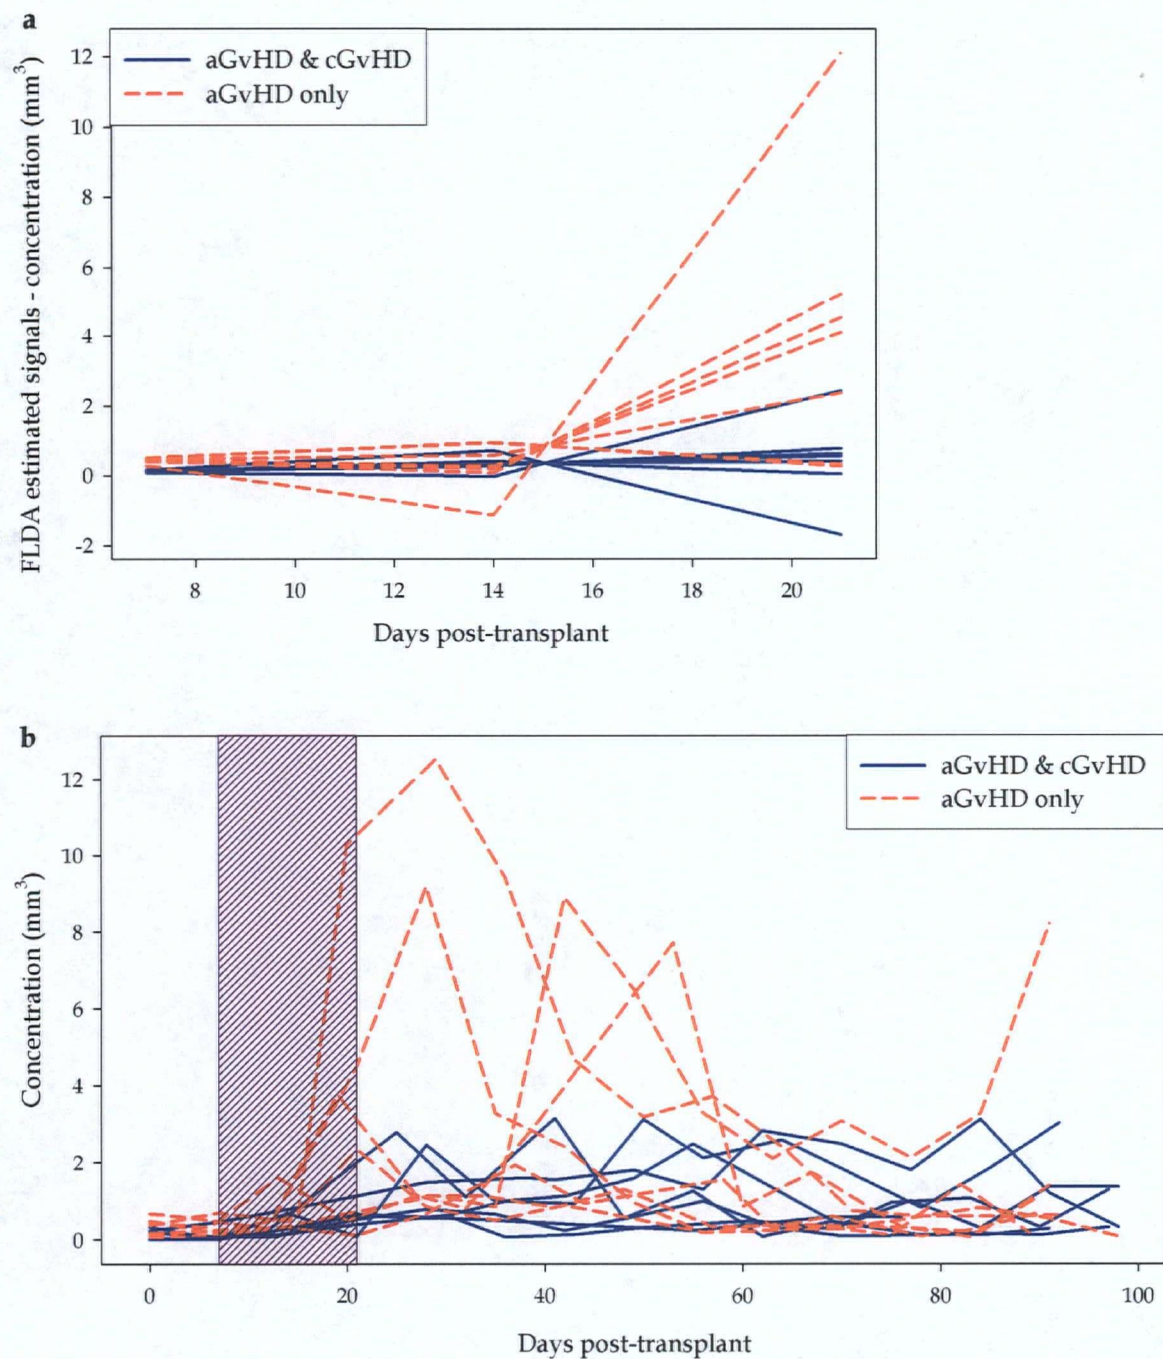 a
aGvHD & cGvHD
aGvHD only
FLDA estimated signals - concentration (mm³)
12
10
8
6
4
2
0
-2
8 10 12 14 16 18 20
Days post-transplant
b
aGvHD & cGvHD
aGvHD only
Concentration (mm³)
12
10
8
6
4
2
0
0 20 40 60 80 100
Days post-transplant